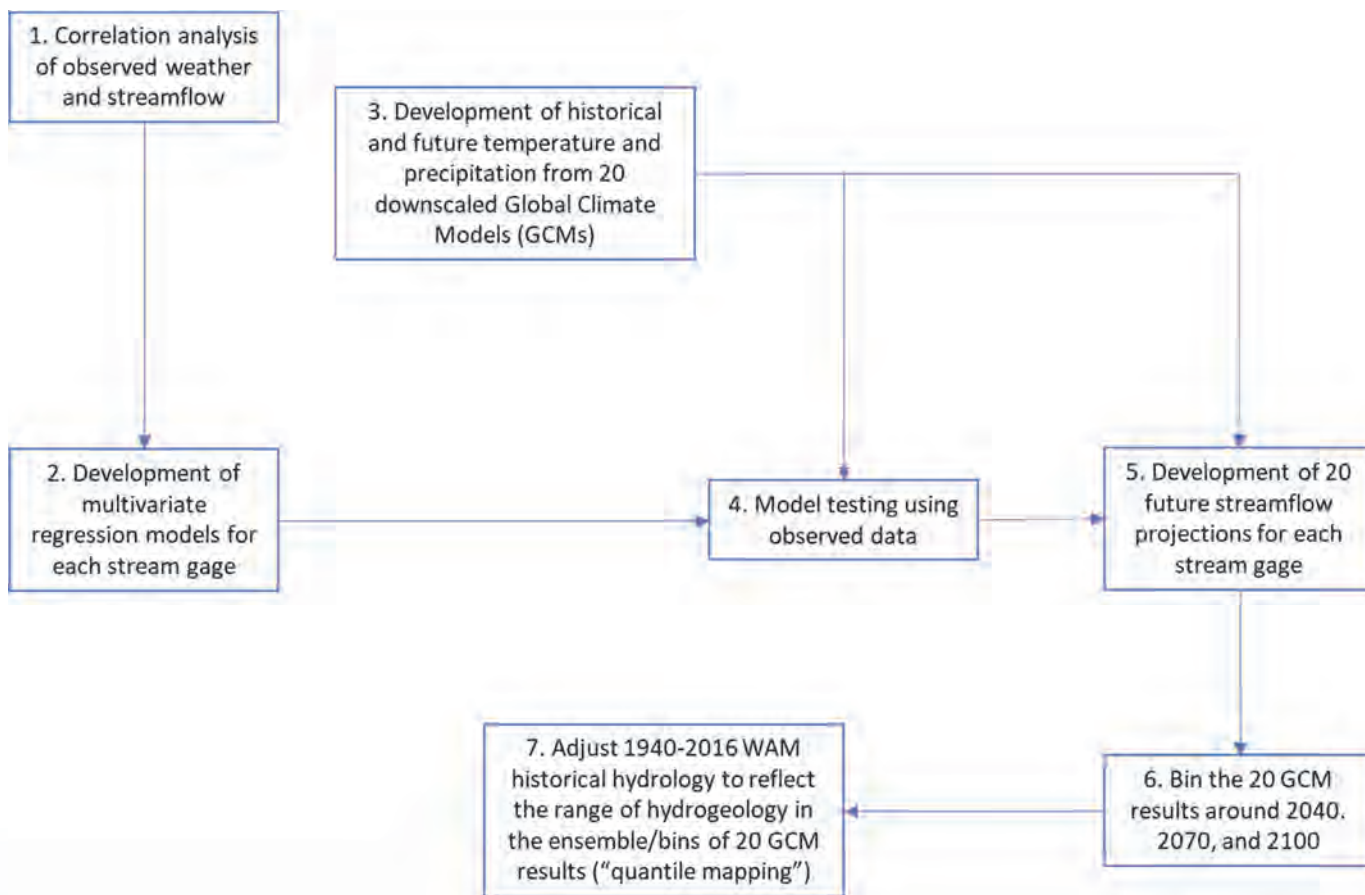 1. Correlation analysis
of observed weather
and streamflow
3. Development of historical
and future temperature and
precipitation from 20
downscaled Global Climate
Models (GCMs)
2. Development of
multivariate
regression models for
each stream gage
4. Model testing using
observed data
5. Development of 20
future streamflow
projections for each
stream gage
7. Adjust 1940-2016 WAM
historical hydrology to reflect
the range of hydrogeology in
the ensemble/bins of 20 GCM
results (“quantile mapping”)
6. Bin the 20 GCM
results around 2040.
2070, and 2100